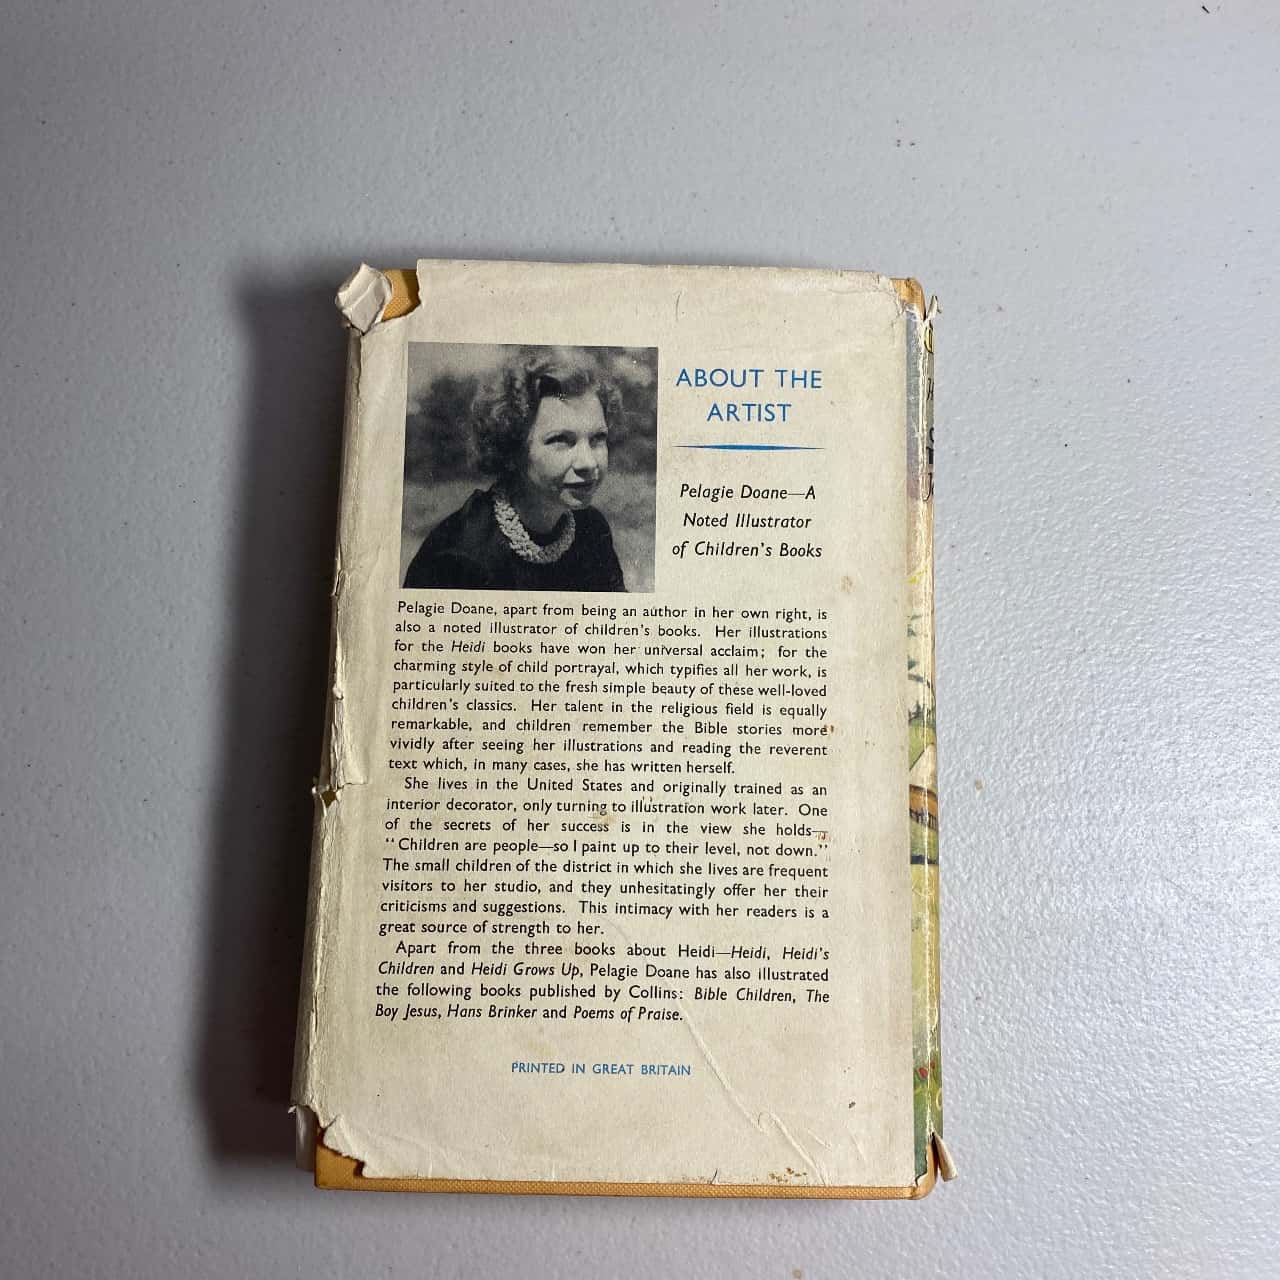 ABOUT THE
ARTIST
Pelagie Doane—A
Noted Illustrator
of Children's Books
Pelagie Doane, apart from being an author in her own right, is
also a noted illustrator of children's books. Her illustrations
for the Heidi books have won her universal acclaim; for the
charming style of child portrayal, which typifies all her work, is
particularly suited to the fresh simple beauty of these well-loved
children's classics. Her talent in the religious field is equally
remarkable, and children remember the Bible stories more
vividly after seeing her illustrations and reading the reverent
text which, in many cases, she has written herself.
She lives in the United States and originally trained as an
interior decorator, only turning to illustration work later. One
of the secrets of her success is in the view she holds—
"Children are people—so I paint up to their level, not down."
The small children of the district in which she lives are frequent
visitors to her studio, and they unhesitatingly offer her their
criticisms and suggestions. This intimacy with her readers is a
great source of strength to her.
Apart from the three books about Heidi—Heidi, Heidi's
Children and Heidi Grows Up, Pelagie Doane has also illustrated
the following books published by Collins: Bible Children, The
Boy Jesus, Hans Brinker and Poems of Praise.
PRINTED IN GREAT BRITAIN